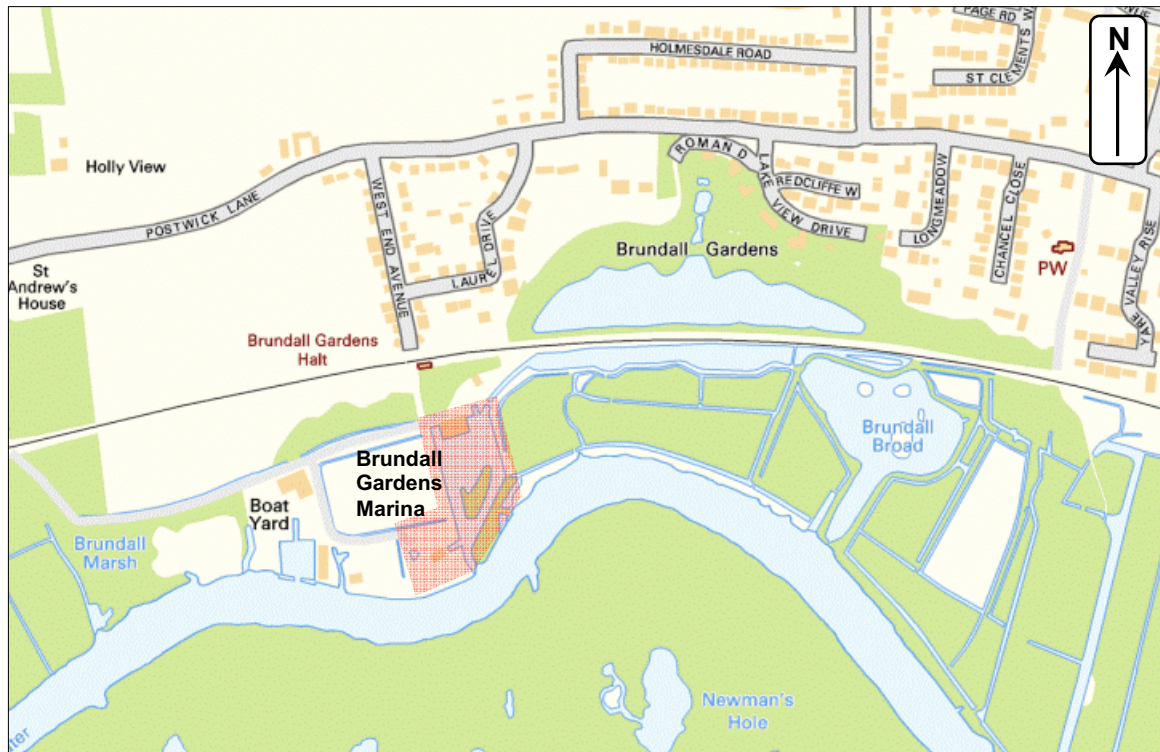 PAGE RD
ST CLEMENTS W
N
HOLMESDALE ROAD
Holly View
POSTWICK LANE
WEST END AVENUE
LAUREL DRIVE
ROMAN D
LAKE VIEW DRIVE
REDCLIFFE W
LONGMEADOW
CHANCEL CLOSE
YARE VALLEY RISE
PW
Brundall Gardens
St
Andrew's
House
Brundall Gardens
Halt
Brundall
Gardens
Marina
Brundall
Broad
Boat
Yard
Brundall
Marsh
Newman's
Hole